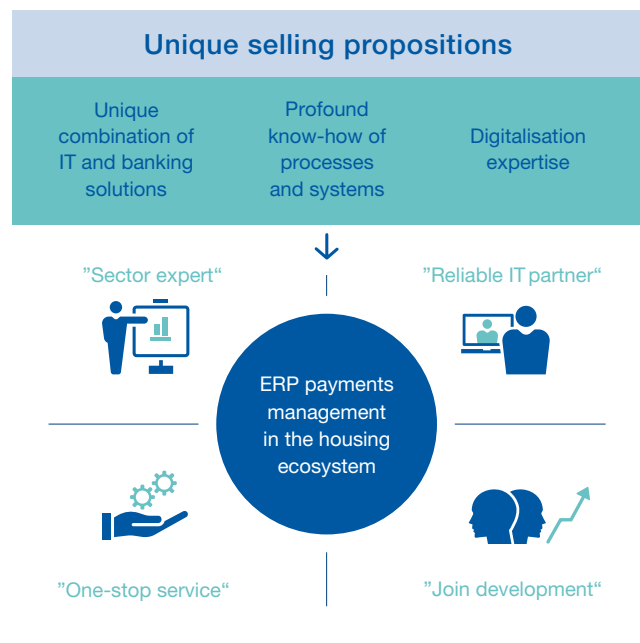 Unique selling propositions
Unique
combination of
IT and banking
solutions
Profound
know-how of
processes
and systems
Digitalisation
expertise
”Sector expert“
”Reliable IT partner“
ERP payments
management
in the housing
ecosystem
”One-stop service“
”Join development“